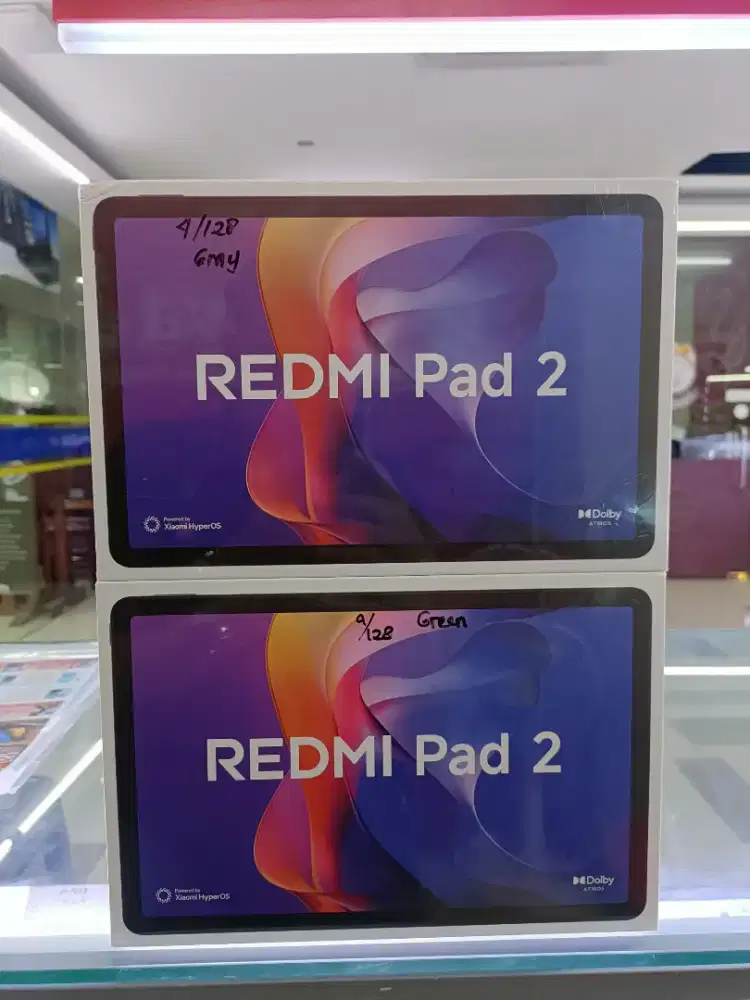 4/128
Gray
REDMI Pad 2
Powered by
Xiaomi HyperOS
Dolby
ATMOS
4/128 Green
REDMI Pad 2
Powered by
Xiaomi HyperOS
Dolby
ATMOS